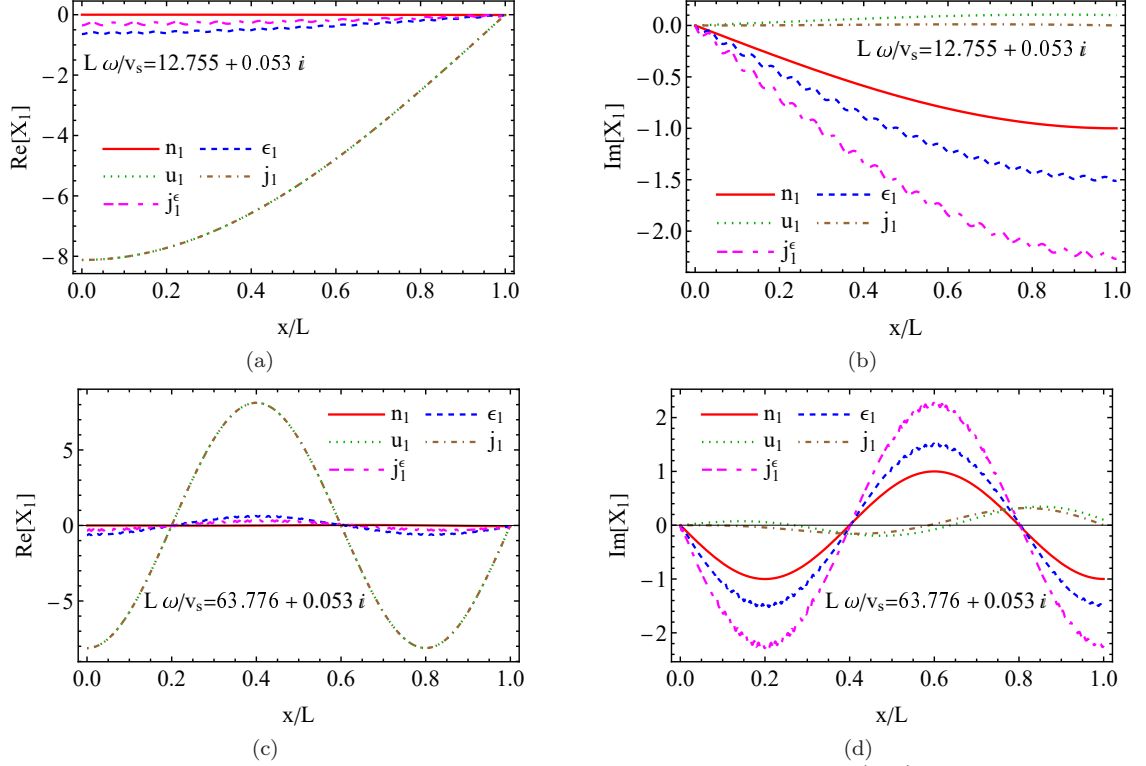 0
-2
-4
-6
-8
Re[X₁]
L ω/vₛ=12.755 + 0.053 i
n₁ ϵ₁
u₁ j₁
j₁^ϵ
0.0 0.2 0.4 0.6 0.8 1.0
x/L
(a)
0.0
-0.5
-1.0
-1.5
-2.0
Im[X₁]
L ω/vₛ=12.755 + 0.053 i
n₁ ϵ₁
u₁ j₁
j₁^ϵ
0.0 0.2 0.4 0.6 0.8 1.0
x/L
(b)
5
0
-5
Re[X₁]
n₁ ϵ₁
u₁ j₁
j₁^ϵ
L ω/vₛ=63.776 + 0.053 i
0.0 0.2 0.4 0.6 0.8 1.0
x/L
(c)
2
1
0
-1
-2
Im[X₁]
n₁ ϵ₁
u₁ j₁
j₁^ϵ
L ω/vₛ=63.776 + 0.053 i
0.0 0.2 0.4 0.6 0.8 1.0
x/L
(d)